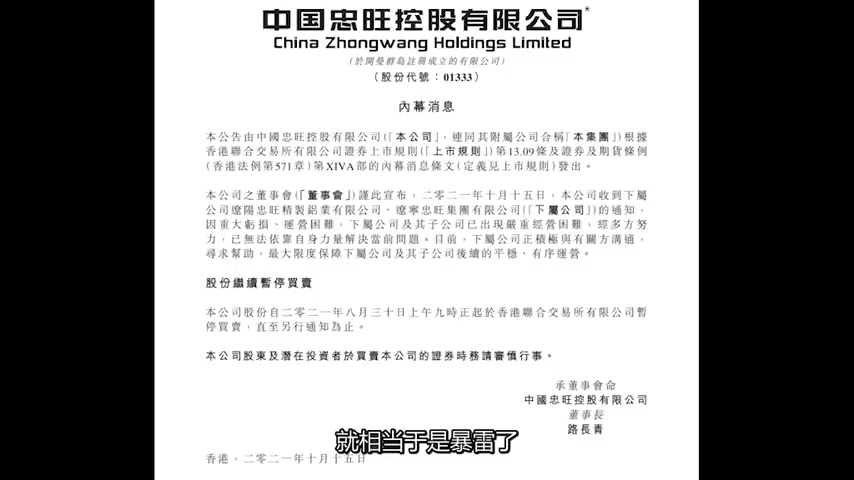 中国忠旺控股有限公司*
China Zhongwang Holdings Limited
(於開曼群島註冊成立的有限公司)
(股份代號：01333)
內幕消息
本公告由中國忠旺控股有限公司(「本公司」，連同其附屬公司合稱「本集團」)根據
香港聯合交易所有限公司證券上市規則(「上市規則」)第13.09條及證券及期貨條例
(香港法例第571章)第XIVA部的內幕消息條文(定義見上市規則)發出。
本公司之董事會(「董事會」)謹此宣布，二零二一年十月十五日，本公司收到下屬
公司遼陽忠旺精製鋁業有限公司、遼寧忠旺集團有限公司(「下屬公司」)的通知，
因重大虧損、運營困難，下屬公司及其子公司已出現嚴重經營困難，經多方努
力，已無法依靠自身力量解決當前問題。目前，下屬公司正積極與有關方溝通，
尋求幫助，最大限度保障下屬公司及其子公司後續的平穩、有序運營。
股份繼續暫停買賣
本公司股份自二零二一年八月三十日上午九時正起於香港聯合交易所有限公司暫
停買賣，直至另行通知為止。
本公司股東及潛在投資者於買賣本公司的證券時務請審慎行事。
承董事會命
中國忠旺控股有限公司
董事長
路長青
就相当于是暴雷了
香港，二零二一年十月十五日